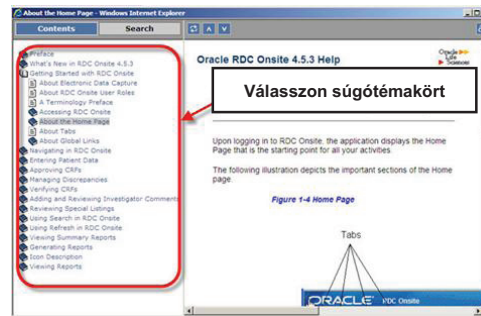 About the Home Page - Windows Internet Explorer
Contents
Search
Preface
What's New in RDC Onsite 4.5.3
Getting Started with RDC Onsite
About Electronic Data Capture
About RDC Onsite User Roles
A Terminology Preface
Accessing RDC Onsite
About the Home Page
About Tabs
About Global Links
Navigating in RDC Onsite
Entering Patient Data
Approving CRFs
Managing Discrepancies
Verifying CRFs
Adding and Reviewing Investigator Comments
Reviewing Special Listings
Using Search in RDC Onsite
Using Refresh in RDC Onsite
Viewing Summary Reports
Generating Reports
Icon Description
Viewing Reports
Oracle RDC Onsite 4.5.3 Help
Válasszon súgótémakört
Upon logging in to RDC Onsite, the application displays the Home
Page that is the starting point for all your activities.
The following illustration depicts the important sections of the Home
page.
Figure 1-4 Home Page
Tabs
ORACLE RDC Onsite